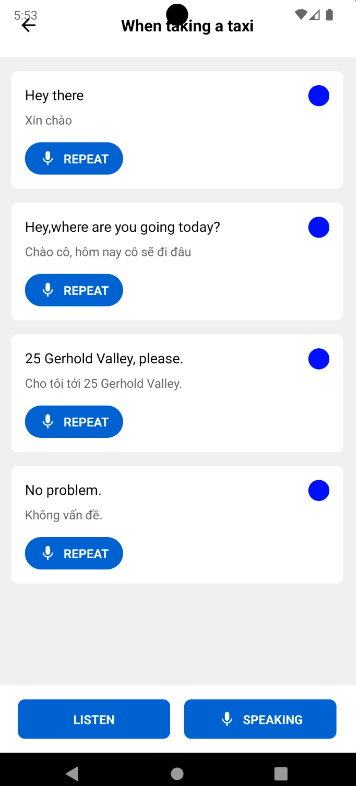 5:53
When taking a taxi
Hey there
Xin chào
REPEAT
Hey,where are you going today?
Chào cô, hôm nay cô sẽ đi đâu
REPEAT
25 Gerhold Valley, please.
Cho tôi tới 25 Gerhold Valley.
REPEAT
No problem.
Không vấn đề.
REPEAT
LISTEN
SPEAKING